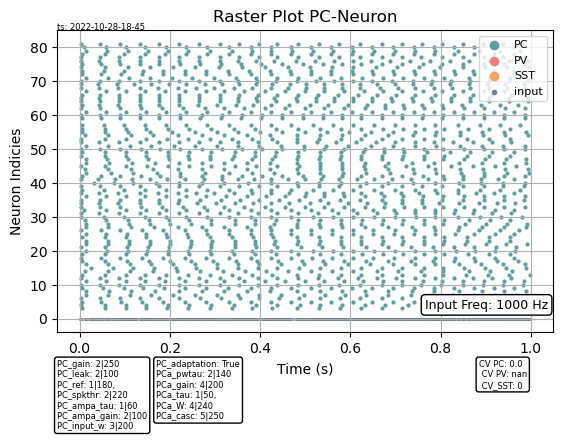 Raster Plot PC-Neuron
ts: 2022-10-28-18-45
PC
PV
SST
input
80
70
60
50
40
30
20
10
0
Neuron Indicies
Input Freq: 1000 Hz
0.0 0.2 0.4 0.6 0.8 1.0
Time (s)
PC_gain: 2|250
PC_leak: 2|100
PC_ref: 1|180,
PC_spkthr: 2|220
PC_ampa_tau: 1|60
PC_ampa_gain: 2|100
PC_input_w: 3|200
PC_adaptation: True
PCa_pwtau: 2|140
PCa_gain: 4|200
PCa_tau: 1|50,
PCa_W: 4|240
PCa_casc: 5|250
CV PC: 0.0
CV PV: nan
CV_SST: 0